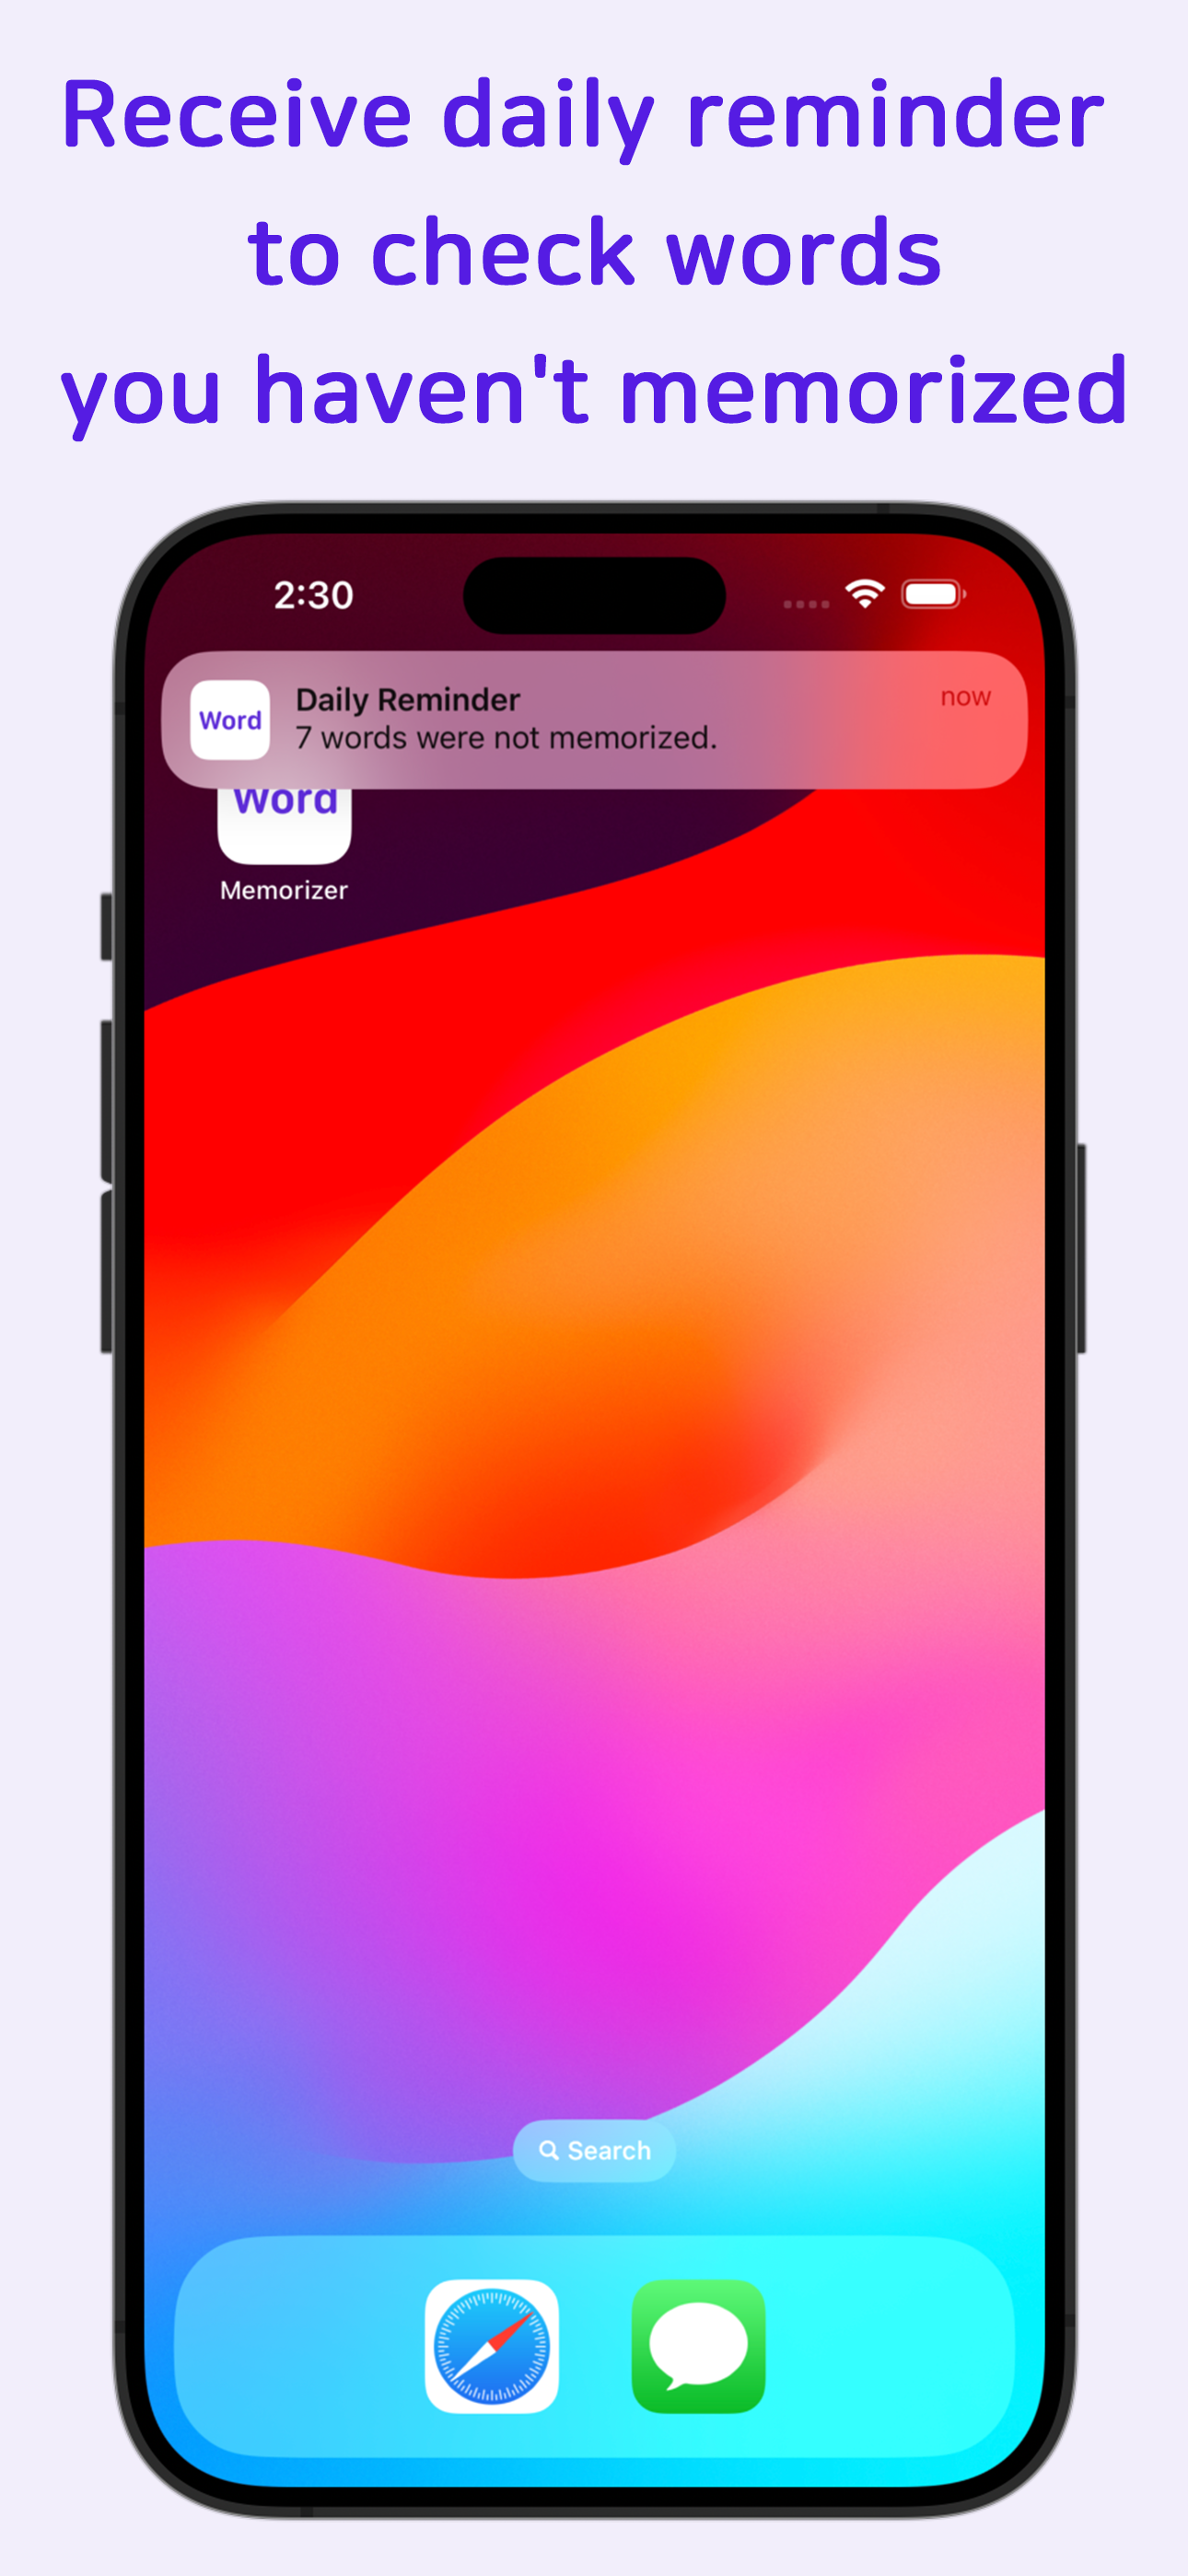 Receive daily reminder
to check words
you haven't memorized
2:30
Word
Daily Reminder
now
7 words were not memorized.
Word
Memorizer
Search